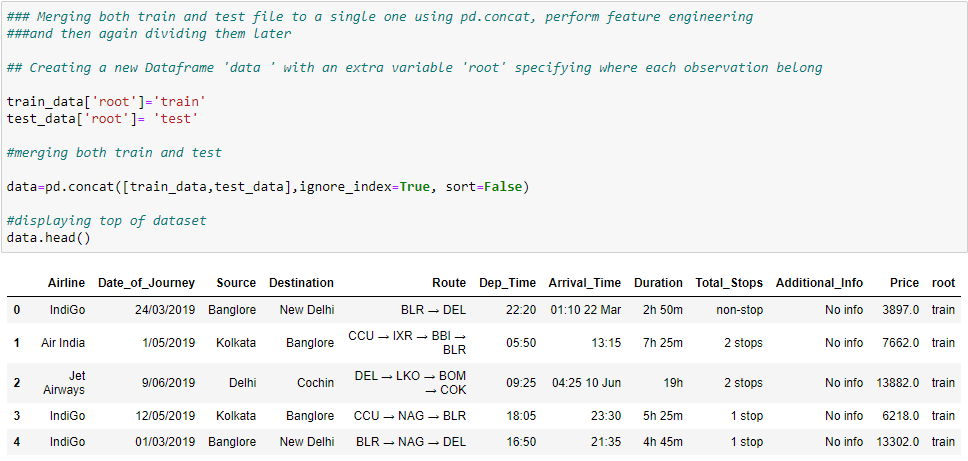 ### Merging both train and test file to a single one using pd.concat, perform feature engineering
###and then again dividing them later
## Creating a new Dataframe 'data ' with an extra variable 'root' specifying where each observation belong
train_data['root']='train'
test_data['root']= 'test'
#merging both train and test
data=pd.concat([train_data,test_data],ignore_index=True, sort=False)
#displaying top of dataset
data.head()
Airline Date_of_Journey Source Destination Route Dep_Time Arrival_Time Duration Total_Stops Additional_Info Price root
0 IndiGo 24/03/2019 Banglore New Delhi BLR → DEL 22:20 01:10 22 Mar 2h 50m non-stop No info 3897.0 train
1 Air India 1/05/2019 Kolkata Banglore CCU → IXR → BBI → 05:50 13:15 7h 25m 2 stops No info 7662.0 train
BLR
2 Jet DEL → LKO → BOM 09:25 04:25 10 Jun 19h 2 stops No info 13882.0 train
Airways 9/06/2019 Delhi Cochin → COK
3 IndiGo 12/05/2019 Kolkata Banglore CCU → NAG → BLR 18:05 23:30 5h 25m 1 stop No info 6218.0 train
4 IndiGo 01/03/2019 Banglore New Delhi BLR → NAG → DEL 16:50 21:35 4h 45m 1 stop No info 13302.0 train